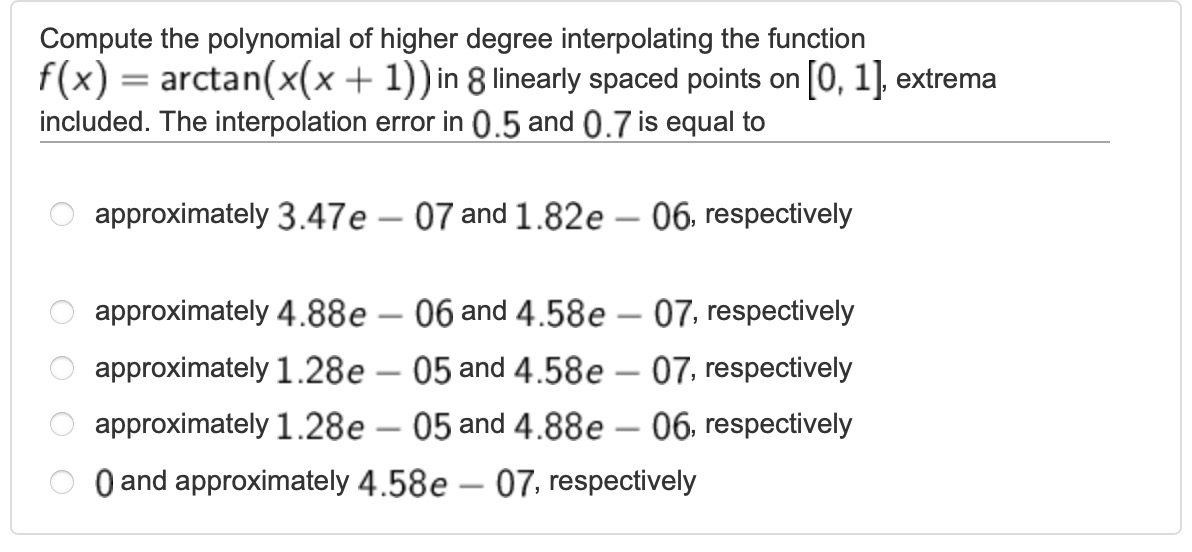 Compute the polynomial of higher degree interpolating the function
f(x) = arctan(x(x + 1)) in 8 linearly spaced points on [0, 1], extrema
included. The interpolation error in 0.5 and 0.7 is equal to
approximately 3.47e − 07 and 1.82e − 06, respectively
approximately 4.88e − 06 and 4.58e − 07, respectively
approximately 1.28e − 05 and 4.58e − 07, respectively
approximately 1.28e − 05 and 4.88e − 06, respectively
0 and approximately 4.58e − 07, respectively